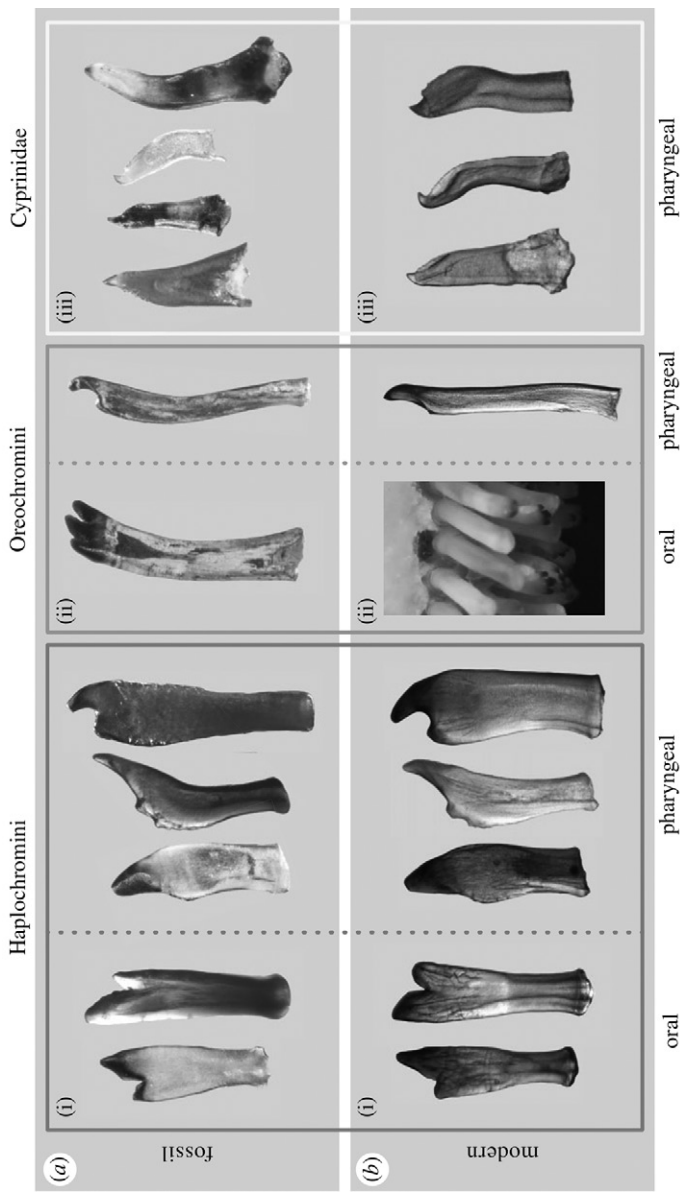 Haplochromini
Oreochromini
Cyprinidae
(a)
fossil
(i)
(ii)
(iii)
(b)
modern
(i)
(ii)
(iii)
oral
pharyngeal
oral
pharyngeal
pharyngeal